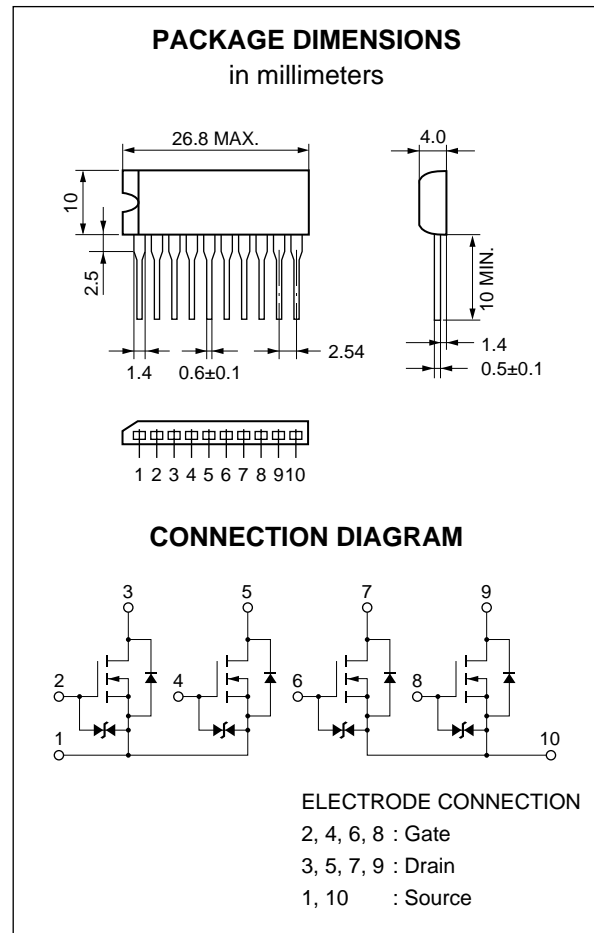 PACKAGE DIMENSIONS
in millimeters
26.8 MAX.
4.0
10
2.5
10 MIN.
2.54
1.4
0.6±0.1
1.4
0.5±0.1
1 2 3 4 5 6 7 8 9 10
CONNECTION DIAGRAM
3 5 7 9
2 4 6 8
1 10
ELECTRODE CONNECTION
2, 4, 6, 8 : Gate
3, 5, 7, 9 : Drain
1, 10 : Source